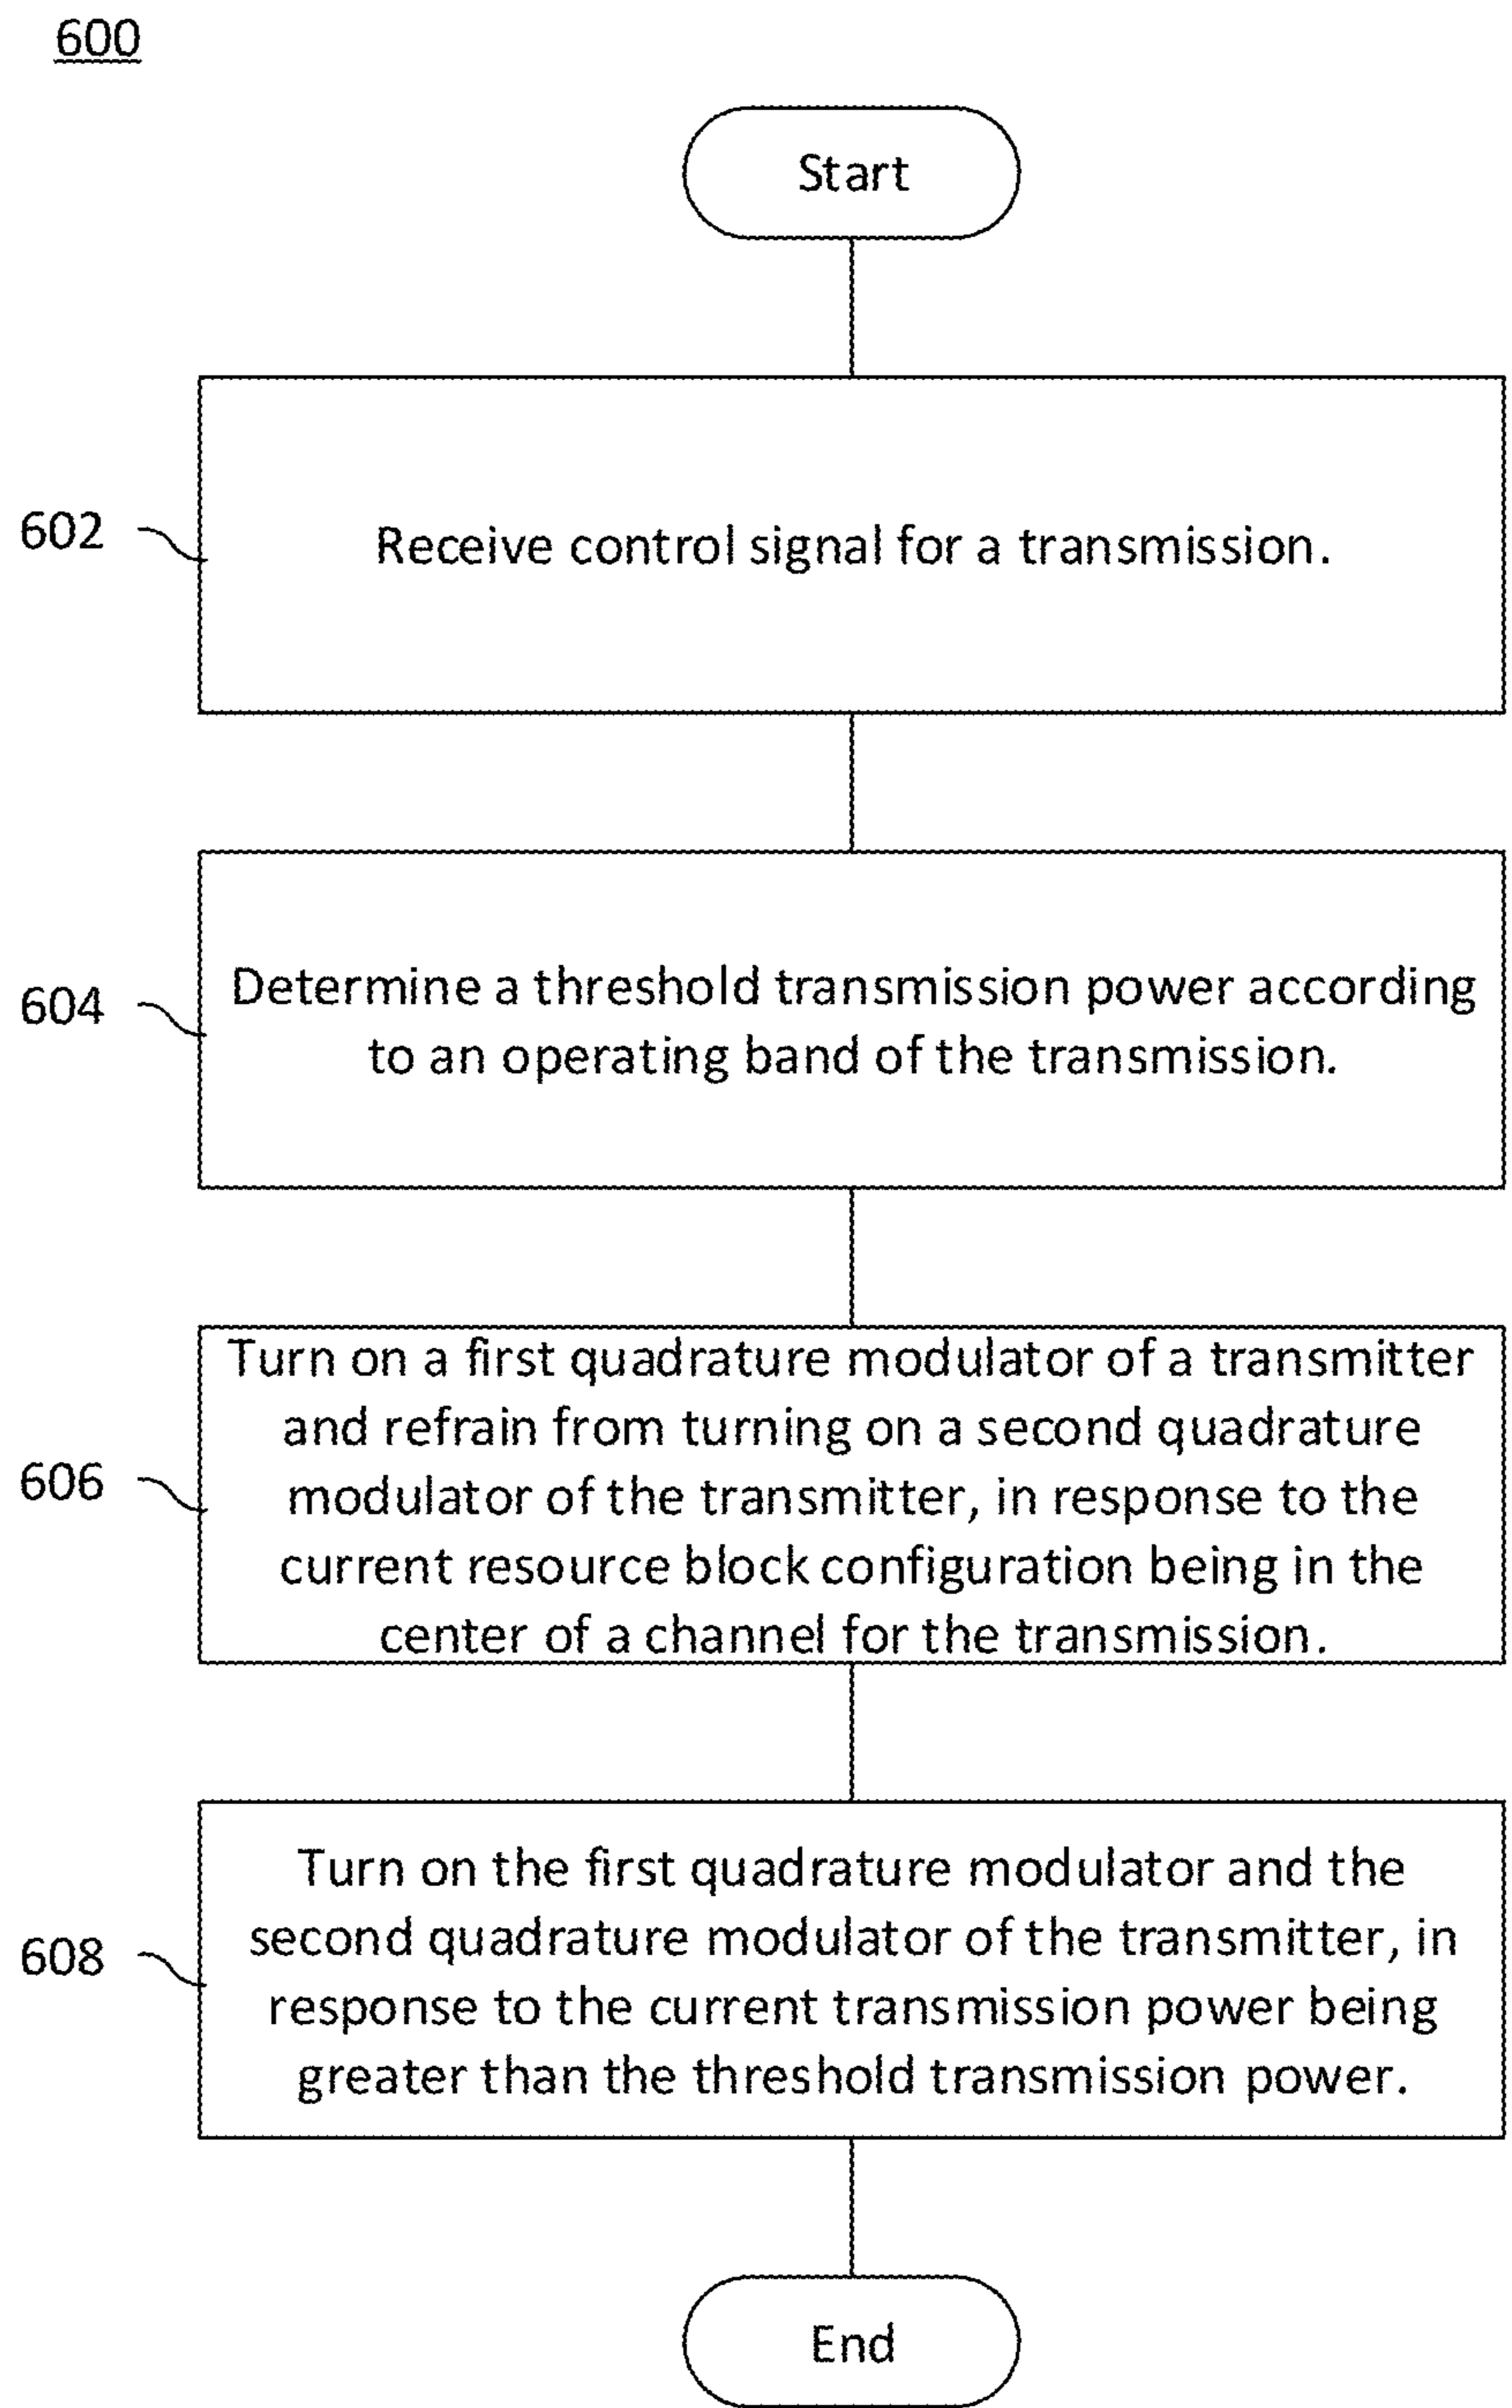 600
Start
602
Receive control signal for a transmission.
604
Determine a threshold transmission power according
to an operating band of the transmission.
606
Turn on a first quadrature modulator of a transmitter
and refrain from turning on a second quadrature
modulator of the transmitter, in response to the
current resource block configuration being in the
center of a channel for the transmission.
608
Turn on the first quadrature modulator and the
second quadrature modulator of the transmitter, in
response to the current transmission power being
greater than the threshold transmission power.
End